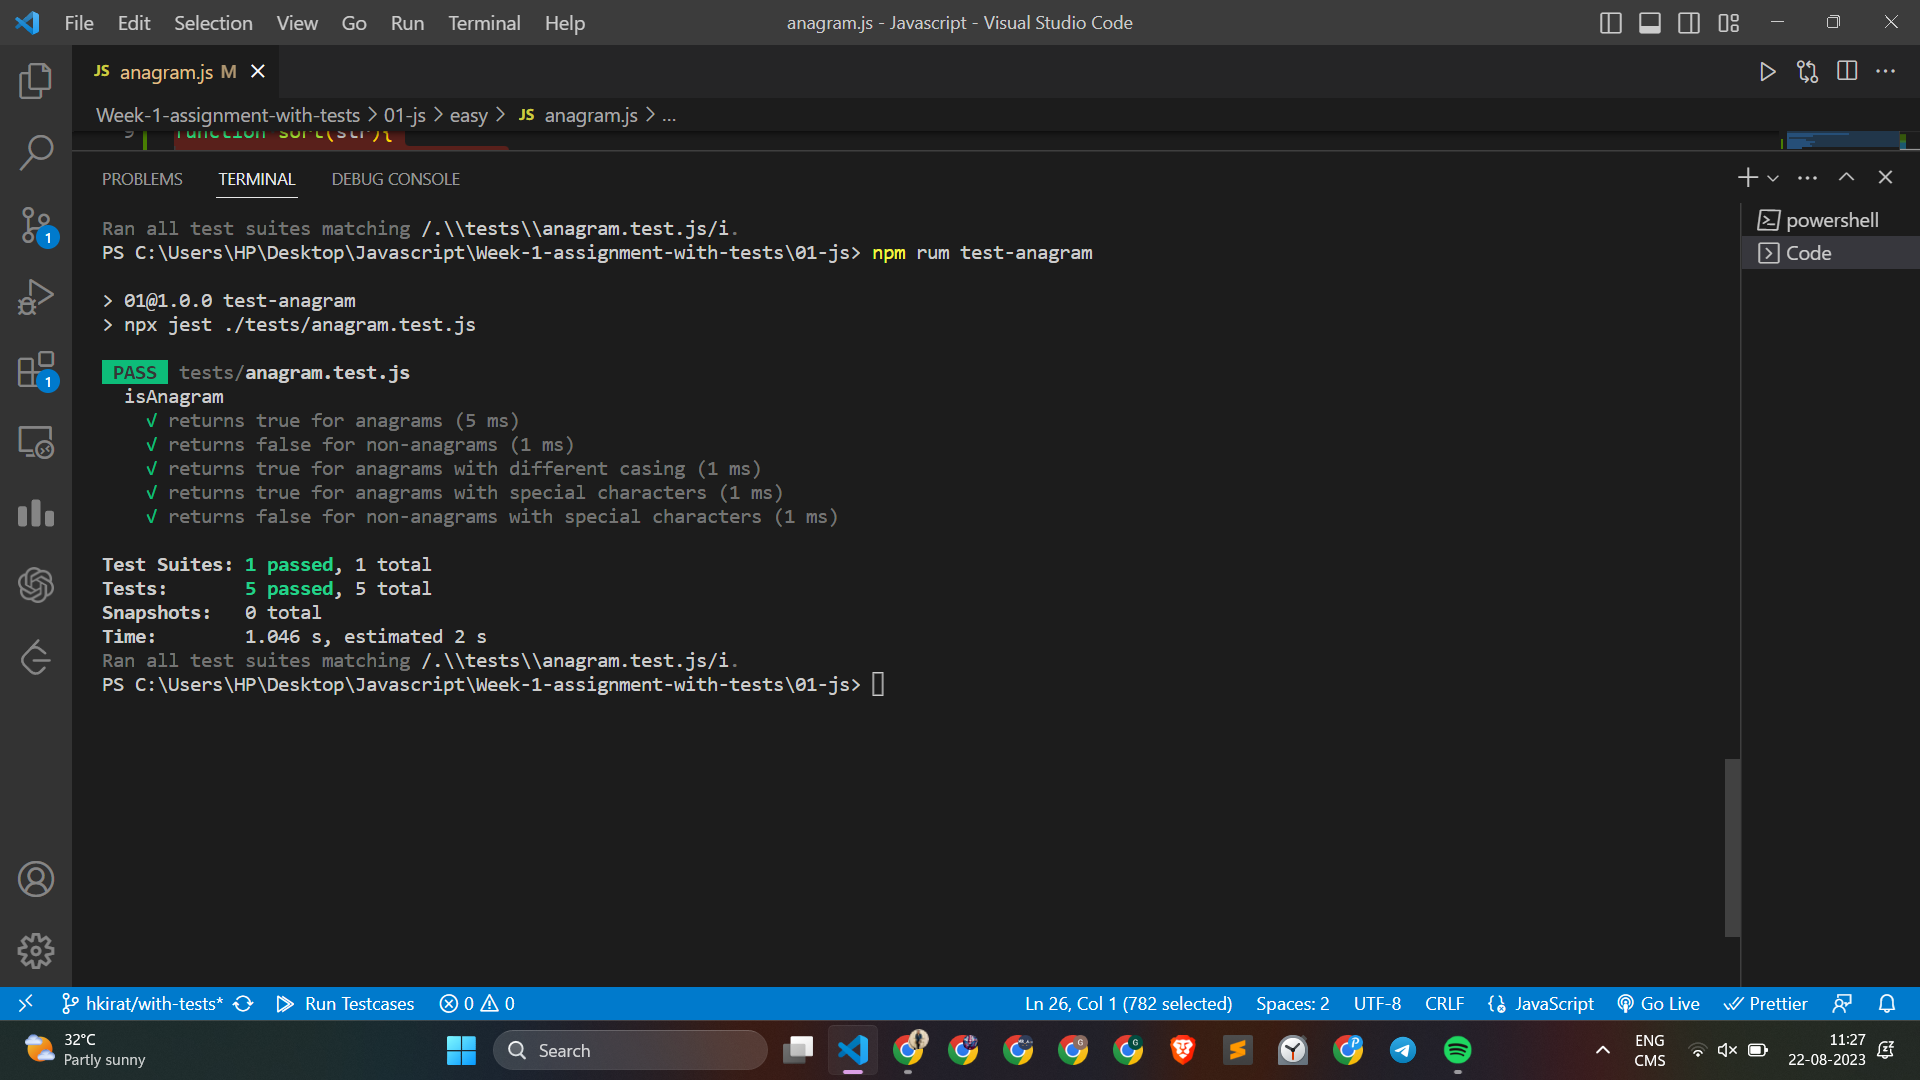 File Edit Selection View Go Run Terminal Help
anagram.js - Javascript - Visual Studio Code
JS anagram.js M
Week-1-assignment-with-tests > 01-js > easy > JS anagram.js > ...
9 function sort(str){
PROBLEMS TERMINAL DEBUG CONSOLE
powershell
Code
Ran all test suites matching /.\\tests\\anagram.test.js/i.
PS C:\Users\HP\Desktop\Javascript\Week-1-assignment-with-tests\01-js> npm rum test-anagram
> 01@1.0.0 test-anagram
> npx jest ./tests/anagram.test.js
PASS tests/anagram.test.js
isAnagram
√ returns true for anagrams (5 ms)
√ returns false for non-anagrams (1 ms)
√ returns true for anagrams with different casing (1 ms)
√ returns true for anagrams with special characters (1 ms)
√ returns false for non-anagrams with special characters (1 ms)
Test Suites: 1 passed, 1 total
Tests: 5 passed, 5 total
Snapshots: 0 total
Time: 1.046 s, estimated 2 s
Ran all test suites matching /.\\tests\\anagram.test.js/i.
PS C:\Users\HP\Desktop\Javascript\Week-1-assignment-with-tests\01-js>
1
1
hkirat/with-tests* Run Testcases 0 0 Ln 26, Col 1 (782 selected) Spaces: 2 UTF-8 CRLF JavaScript Go Live Prettier
32°C
Partly sunny
Search
ENG
CMS
11:27
22-08-2023